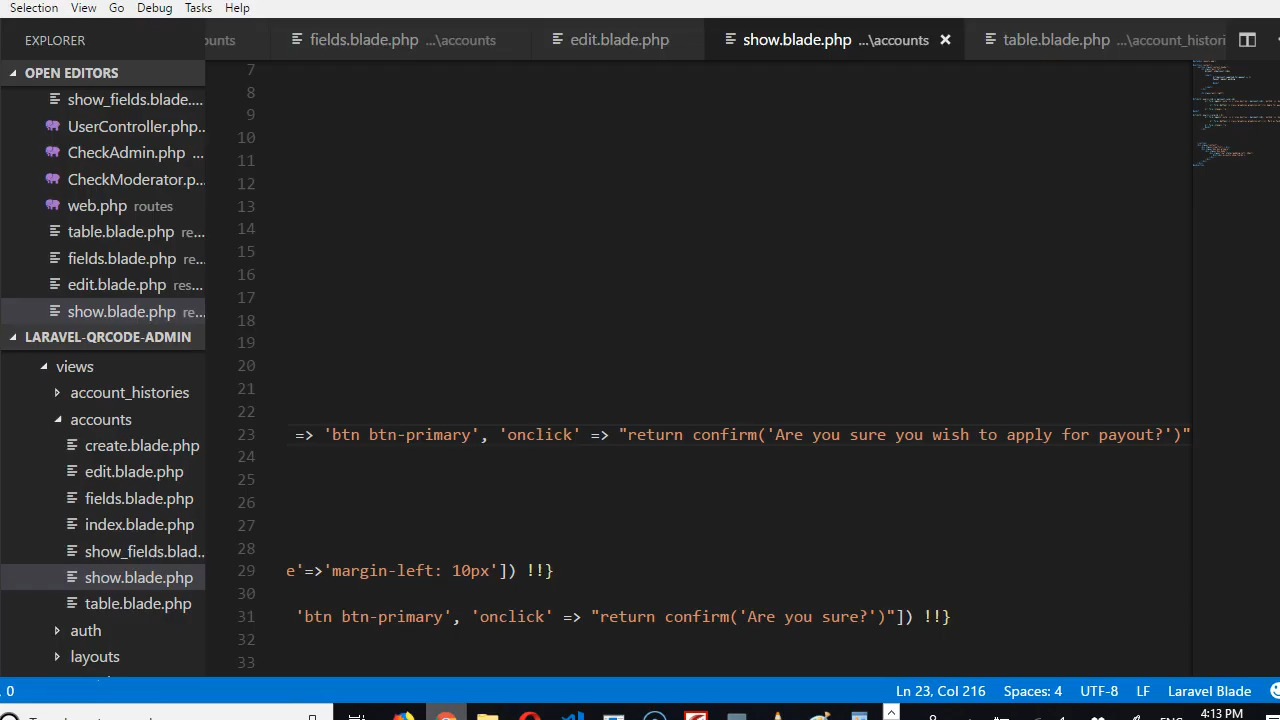 Selection View Go Debug Tasks Help
EXPLORER
ounts fields.blade.php ...\accounts edit.blade.php show.blade.php ...\accounts × table.blade.php ...\account_histori
OPEN EDITORS
show_fields.blade....
UserController.php...
CheckAdmin.php ...
CheckModerator.p...
web.php routes
table.blade.php re...
fields.blade.php re...
edit.blade.php res...
show.blade.php re...
LARAVEL-QRCODE-ADMIN
views
account_histories
accounts
create.blade.php
edit.blade.php
fields.blade.php
index.blade.php
show_fields.blad...
show.blade.php
table.blade.php
auth
layouts
7
8
9
10
11
12
13
14
15
16
17
18
19
20
21
22
23 => 'btn btn-primary', 'onclick' => "return confirm('Are you sure you wish to apply for payout?')"
24
25
26
27
28
29 e'=>'margin-left: 10px']) !!}
30
31 'btn btn-primary', 'onclick' => "return confirm('Are you sure?')"]) !!}
32
33
. 0 Ln 23, Col 216 Spaces: 4 UTF-8 LF Laravel Blade
4:13 PM